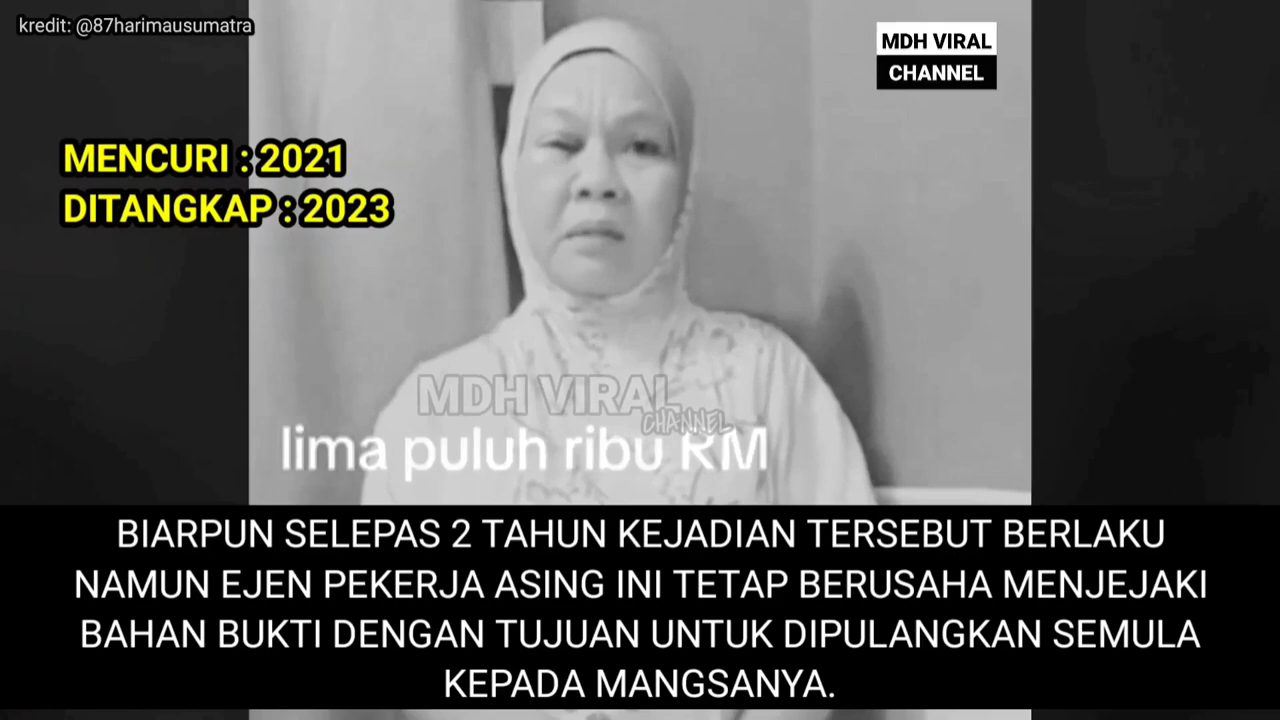 kredit: @87harimausumatra
MDH VIRAL
CHANNEL
MENCURI : 2021
DITANGKAP : 2023
MDH VIRAL
CHANNEL
lima puluh ribu RM
BIARPUN SELEPAS 2 TAHUN KEJADIAN TERSEBUT BERLAKU
NAMUN EJEN PEKERJA ASING INI TETAP BERUSAHA MENJEJAKI
BAHAN BUKTI DENGAN TUJUAN UNTUK DIPULANGKAN SEMULA
KEPADA MANGSANYA.